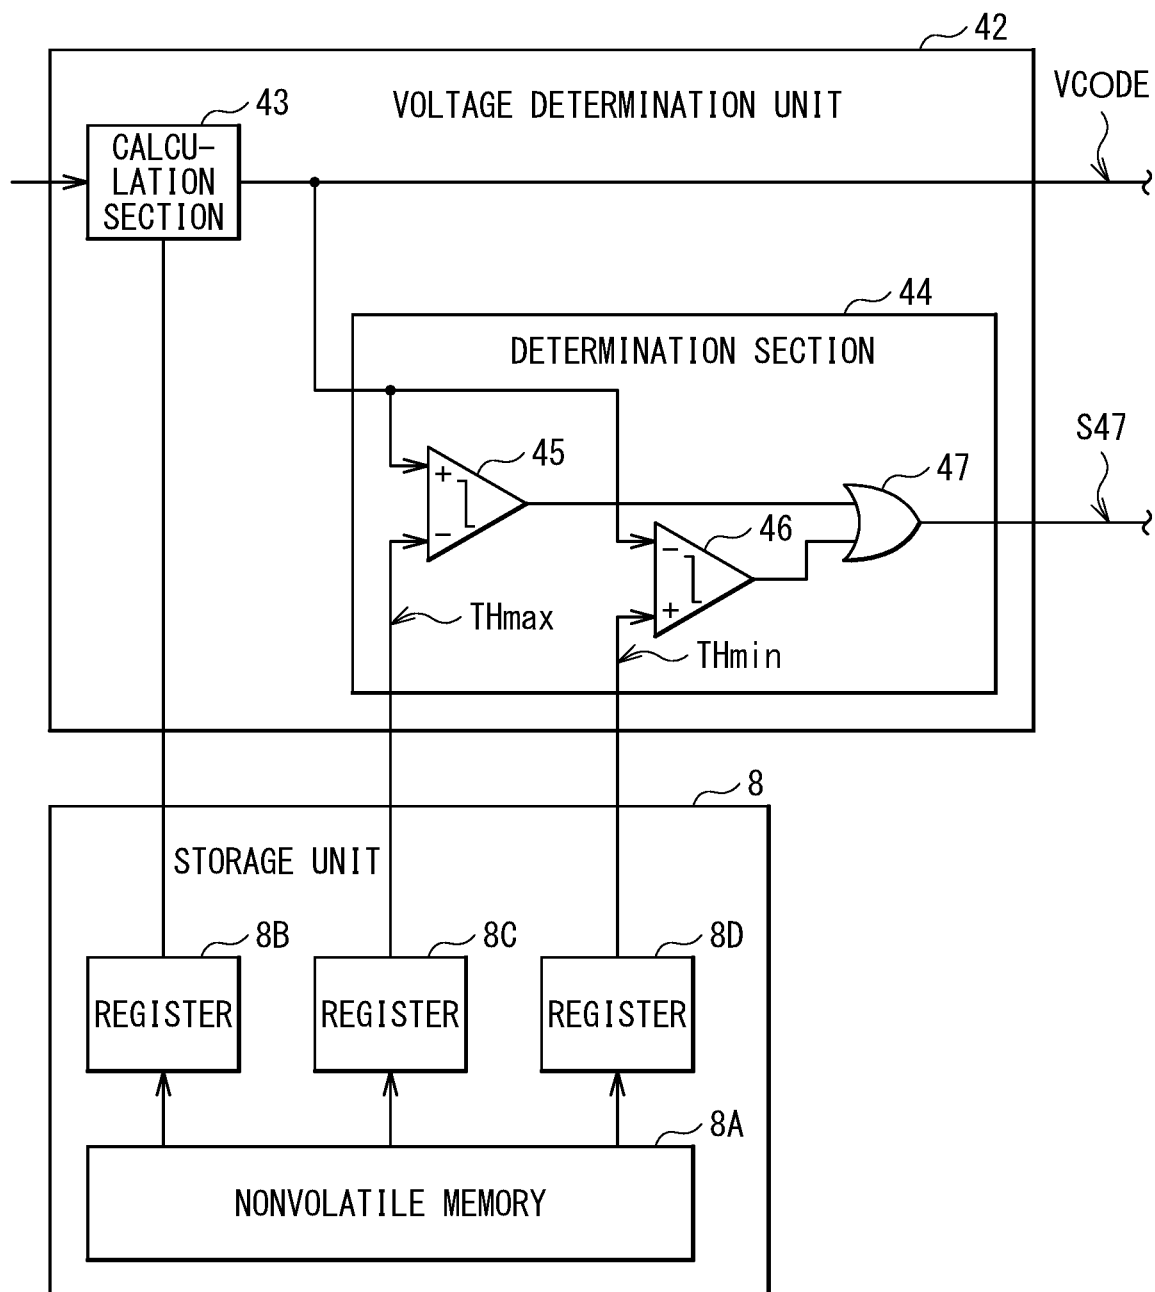 42
VOLTAGE DETERMINATION UNIT
VCODE
43
CALCU-
LATION
SECTION
44
DETERMINATION SECTION
S47
45
+
-
47
46
-
+
THmax
THmin
8
STORAGE UNIT
8B
8C
8D
REGISTER
REGISTER
REGISTER
8A
NONVOLATILE MEMORY